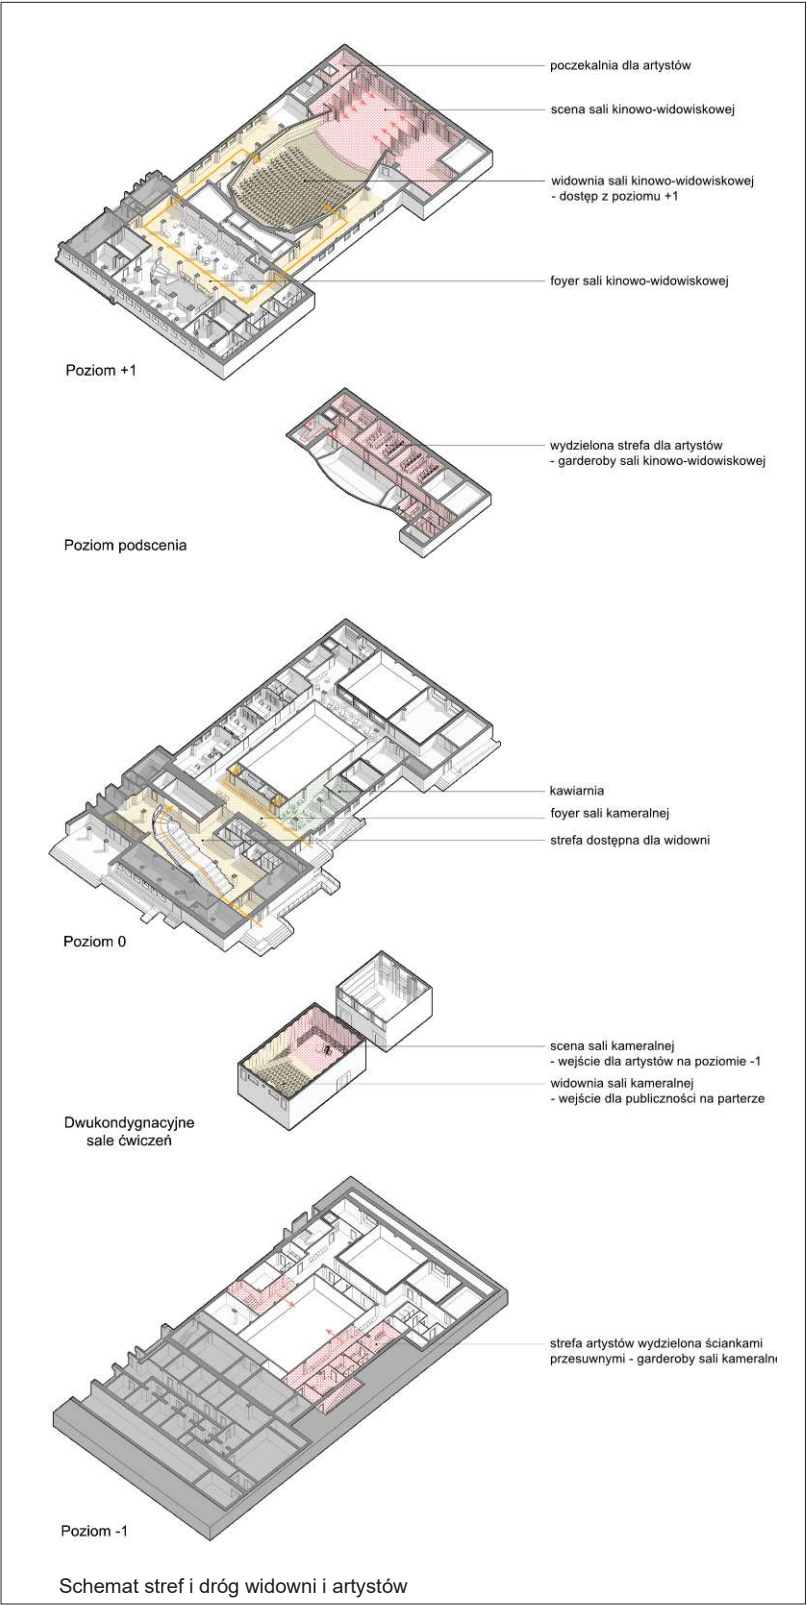 poczekalnia dla artystów
scena sali kinowo-widowiskowej
widownia sali kinowo-widowiskowej
- dostęp z poziomu +1
foyer sali kinowo-widowiskowej
Poziom +1
wydzielona strefa dla artystów
- garderoby sali kinowo-widowiskowej
Poziom podscenia
kawiarnia
foyer sali kameralnej
strefa dostępna dla widowni
Poziom 0
scena sali kameralnej
- wejście dla artystów na poziomie -1
widownia sali kameralnej
- wejście dla publiczności na parterze
Dwukondygnacyjne
sale ćwiczeń
strefa artystów wydzielona ściankami
przesuwnymi - garderoby sali kameralne
Poziom -1
Schemat stref i dróg widowni i artystów